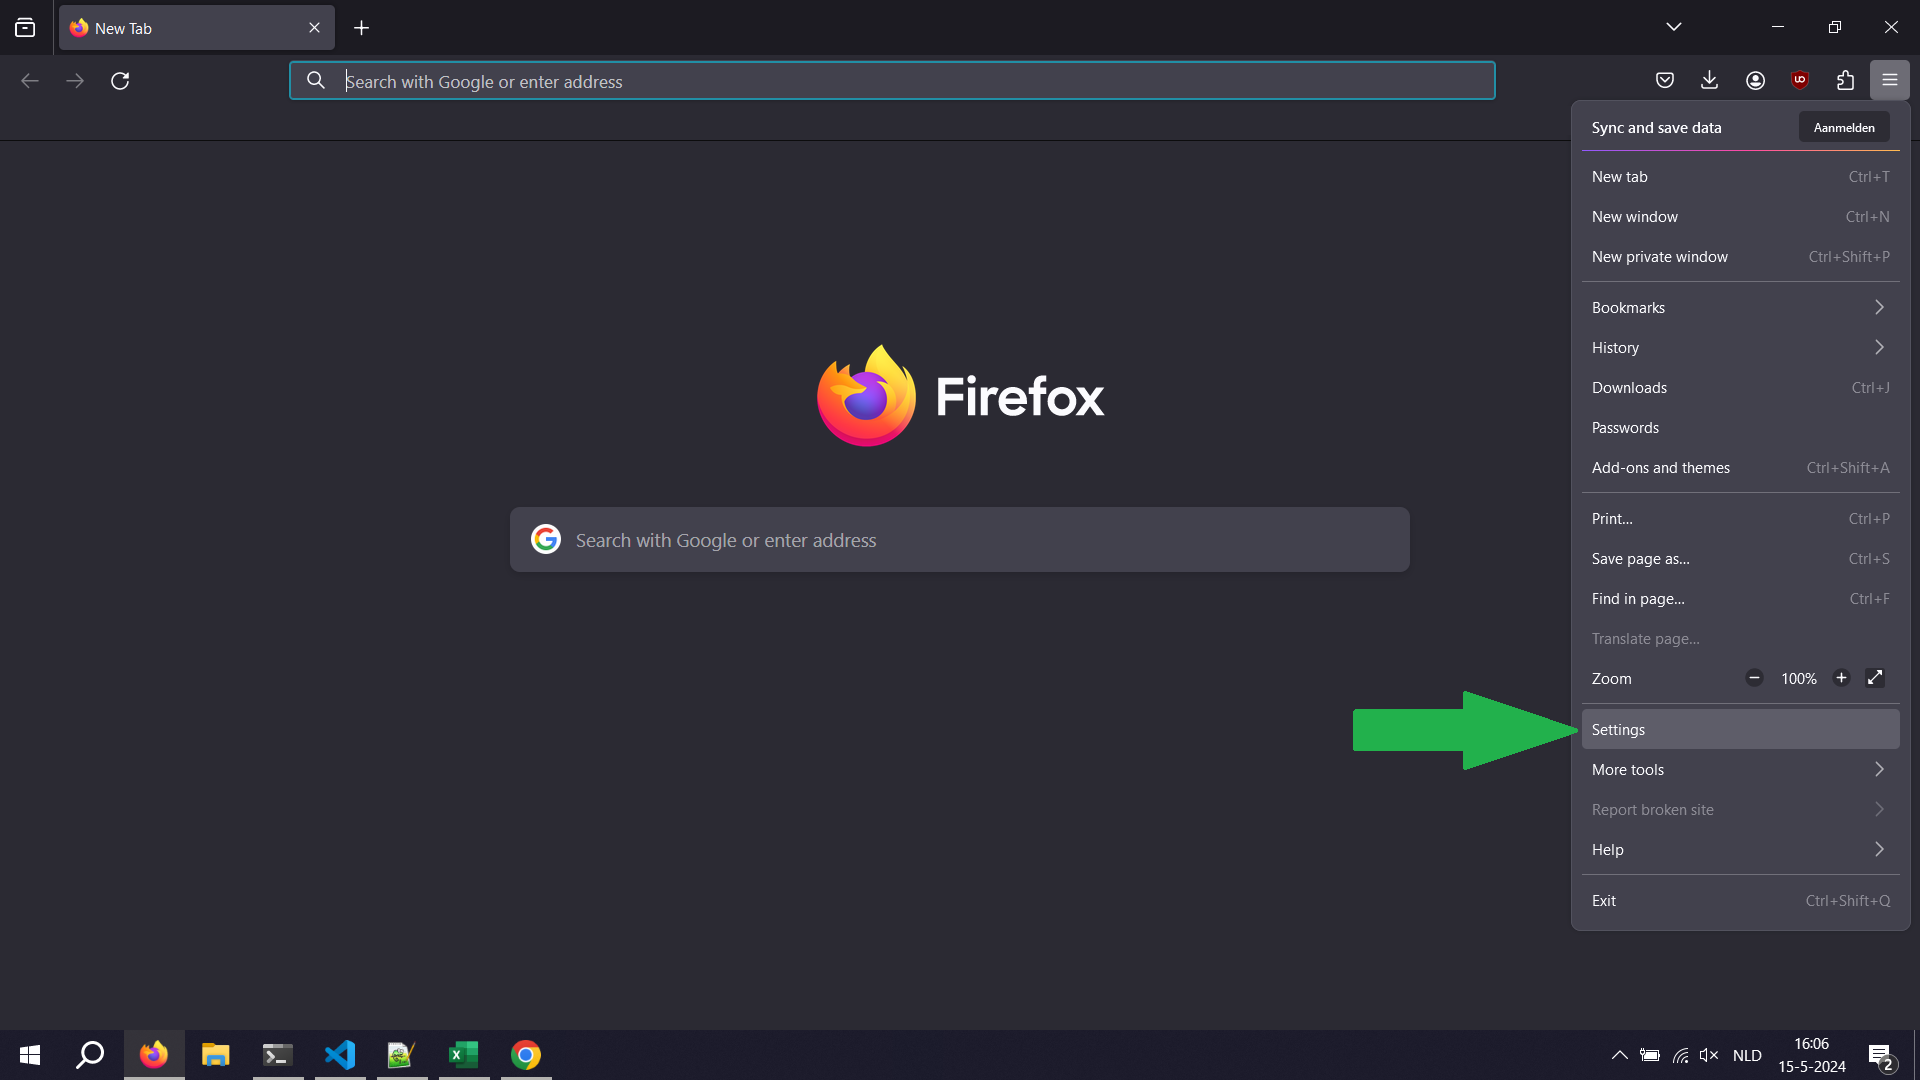 New Tab
Search with Google or enter address
Sync and save data Aanmelden
New tab Ctrl+T
New window Ctrl+N
New private window Ctrl+Shift+P
Bookmarks
History
Downloads Ctrl+J
Passwords
Add-ons and themes Ctrl+Shift+A
Print... Ctrl+P
Save page as... Ctrl+S
Find in page... Ctrl+F
Translate page...
Zoom 100%
Settings
More tools
Report broken site
Help
Exit Ctrl+Shift+Q
Firefox
Search with Google or enter address
NLD
16:06
15-5-2024
2